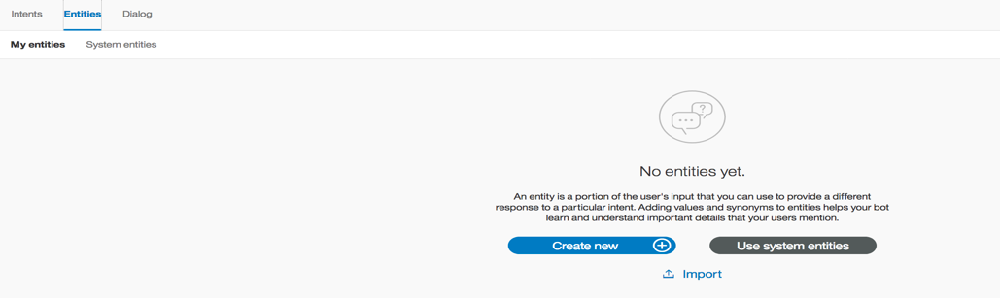 Intents Entities Dialog
My entities System entities
?
No entities yet.
An entity is a portion of the user's input that you can use to provide a different
response to a particular intent. Adding values and synonyms to entities helps your bot
learn and understand important details that your users mention.
Create new Use system entities
Import